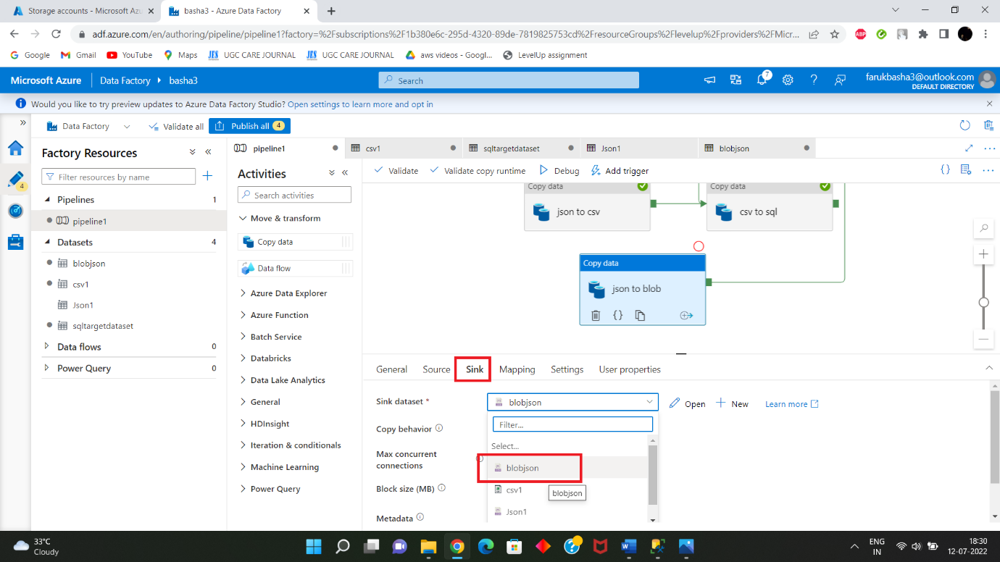 Storage accounts - Microsoft Azu
basha3 - Azure Data Factory
adf.azure.com/en/authoring/pipeline/pipeline1?factory=%2Fsubscriptions%2F1b380e6c-295d-4320-89de-7819825753cd%2FresourceGroups%2Flevelup%2Fproviders%2FMicr...
ABP
Google Gmail YouTube Maps UGC CARE JOURNAL UGC CARE JOURNAL aws videos - Googl... LevelUp assignment
Microsoft Azure Data Factory basha3
Search
7
farukbasha3@outlook.com
DEFAULT DIRECTORY
Would you like to try preview updates to Azure Data Factory Studio? Open settings to learn more and opt in
Data Factory Validate all Publish all 4
4
Factory Resources
Filter resources by name
Pipelines 1
pipeline1
Datasets 4
blobjson
csv1
Json1
sqltargetdataset
Data flows 0
Power Query 0
pipeline1 csv1 sqltargetdataset Json1 blobjson
Activities
Search activities
Move & transform
Copy data
Data flow
Azure Data Explorer
Azure Function
Batch Service
Databricks
Data Lake Analytics
General
HDInsight
Iteration & conditionals
Machine Learning
Power Query
Validate Validate copy runtime Debug Add trigger
Copy data
json to csv
Copy data
csv to sql
Copy data
json to blob
General Source Sink Mapping Settings User properties
Sink dataset * blobjson Open New Learn more
Filter...
Copy behavior
Select...
Max concurrent
connections
blobjson
Block size (MB)
csv1
blobjson
Metadata
Json1
33°C
Cloudy
ENG
IN
18:30
12-07-2022